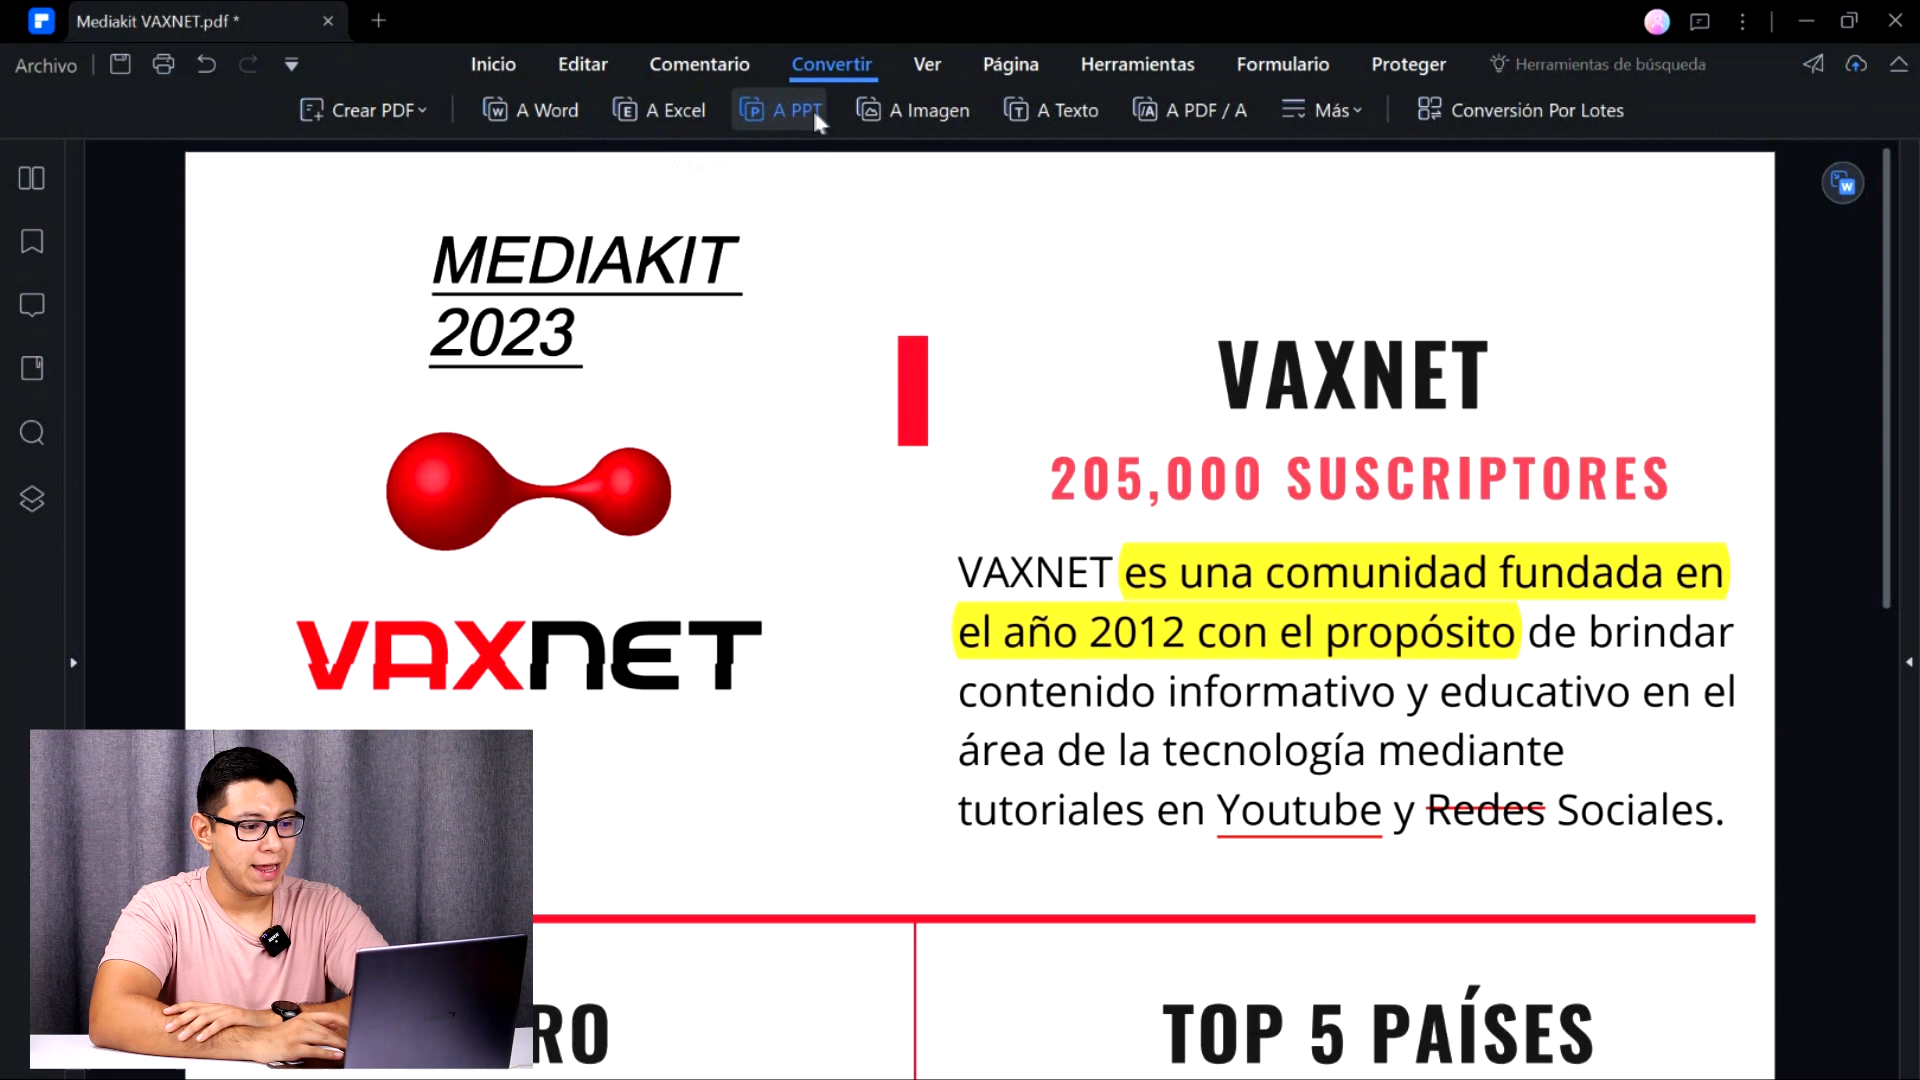 Mediakit VAXNET.pdf *
Archivo
Inicio
Editar
Comentario
Convertir
Ver
Página
Herramientas
Formulario
Proteger
Herramientas de búsqueda
Crear PDF
A Word
A Excel
A PPT
A Imagen
A Texto
A PDF / A
Más
Conversión Por Lotes
MEDIAKIT
2023
VAXNET
VAXNET
205,000 SUSCRIPTORES
VAXNET es una comunidad fundada en
el año 2012 con el propósito de brindar
contenido informativo y educativo en el
área de la tecnología mediante
tutoriales en Youtube y Redes Sociales.
RO
TOP 5 PAÍSES